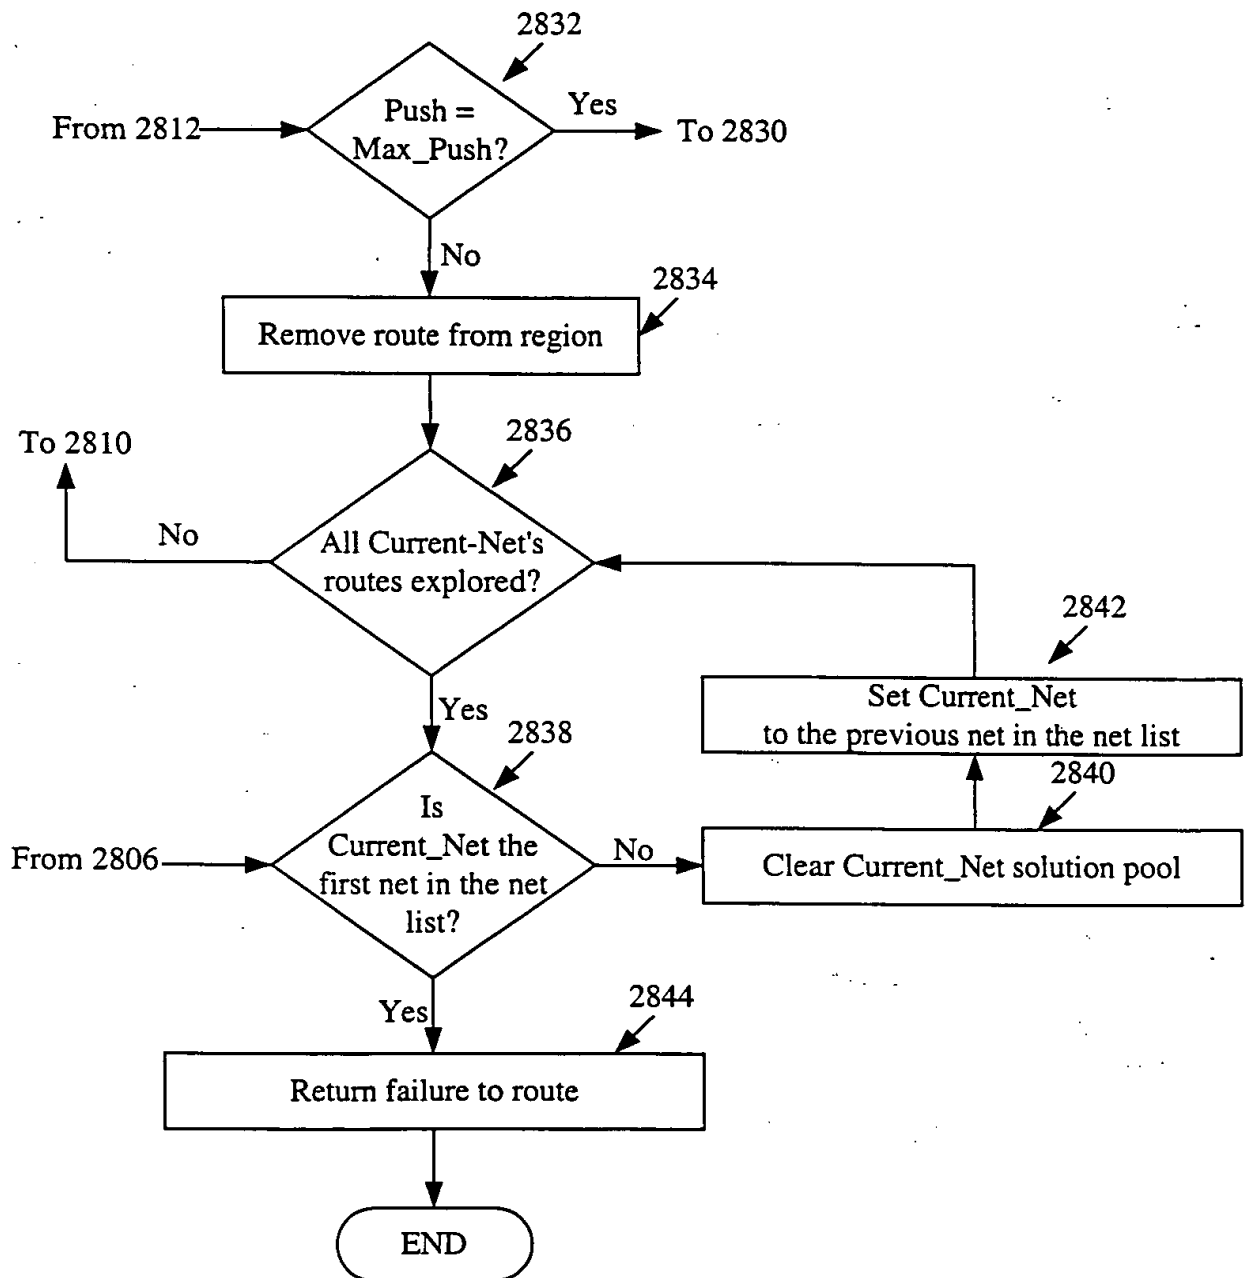 2832
Push =
Max_Push?
From 2812
Yes
To 2830
No
2834
Remove route from region
To 2810
2836
No
All Current-Net's
routes explored?
2842
Set Current_Net
to the previous net in the net list
Yes
2838
2840
Is
Current_Net the
first net in the net
list?
From 2806
No
Clear Current_Net solution pool
Yes
2844
Return failure to route
END